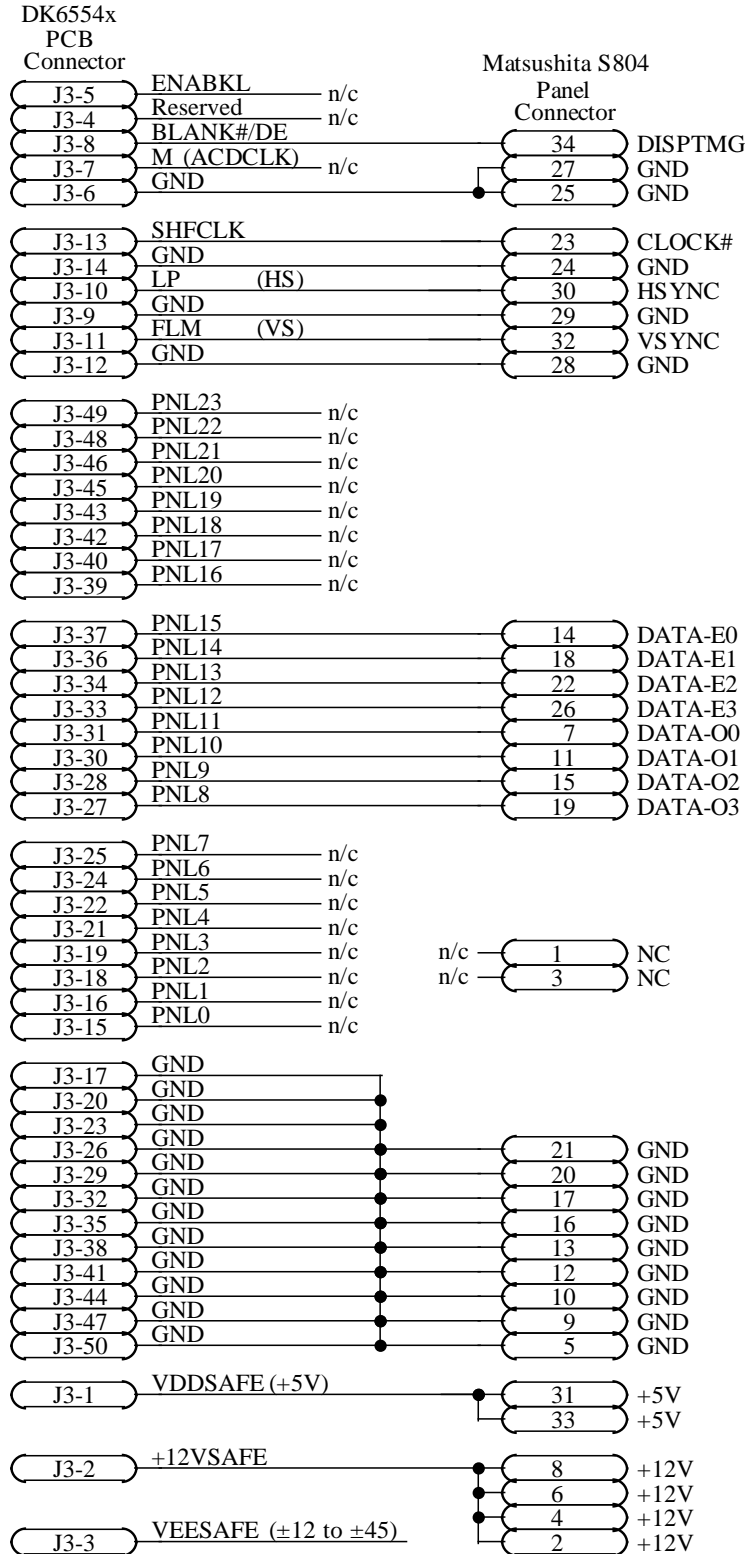 DK6554x
PCB
Connector
Matsushita S804
Panel
Connector
J3-5 ENABKL n/c
J3-4 Reserved n/c
J3-8 BLANK#/DE 34 DISPTMG
J3-7 M (ACDCLK) n/c 27 GND
J3-6 GND 25 GND
J3-13 SHFCLK 23 CLOCK#
J3-14 GND 24 GND
J3-10 LP (HS) 30 HSYNC
J3-9 GND 29 GND
J3-11 FLM (VS) 32 VSYNC
J3-12 GND 28 GND
J3-49 PNL23 n/c
J3-48 PNL22 n/c
J3-46 PNL21 n/c
J3-45 PNL20 n/c
J3-43 PNL19 n/c
J3-42 PNL18 n/c
J3-40 PNL17 n/c
J3-39 PNL16 n/c
J3-37 PNL15 14 DATA-E0
J3-36 PNL14 18 DATA-E1
J3-34 PNL13 22 DATA-E2
J3-33 PNL12 26 DATA-E3
J3-31 PNL11 7 DATA-O0
J3-30 PNL10 11 DATA-O1
J3-28 PNL9 15 DATA-O2
J3-27 PNL8 19 DATA-O3
J3-25 PNL7 n/c
J3-24 PNL6 n/c
J3-22 PNL5 n/c
J3-21 PNL4 n/c
J3-19 PNL3 n/c n/c 1 NC
J3-18 PNL2 n/c n/c 3 NC
J3-16 PNL1 n/c
J3-15 PNL0 n/c
J3-17 GND
J3-20 GND
J3-23 GND
J3-26 GND 21 GND
J3-29 GND 20 GND
J3-32 GND 17 GND
J3-35 GND 16 GND
J3-38 GND 13 GND
J3-41 GND 12 GND
J3-44 GND 10 GND
J3-47 GND 9 GND
J3-50 GND 5 GND
J3-1 VDDSAFE (+5V) 31 +5V
33 +5V
J3-2 +12VSAFE 8 +12V
6 +12V
4 +12V
J3-3 VEESAFE (±12 to ±45) 2 +12V